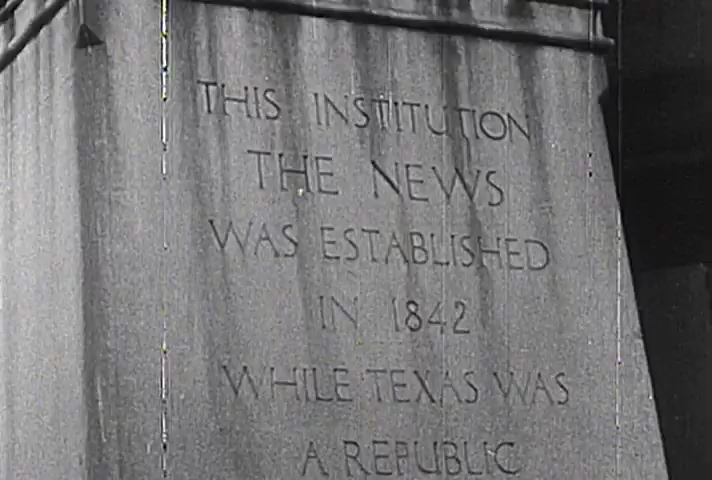 THIS INSTITUTION
THE NEWS
WAS ESTABLISHED
IN 1842
WHILE TEXAS WAS
A REPUBLIC